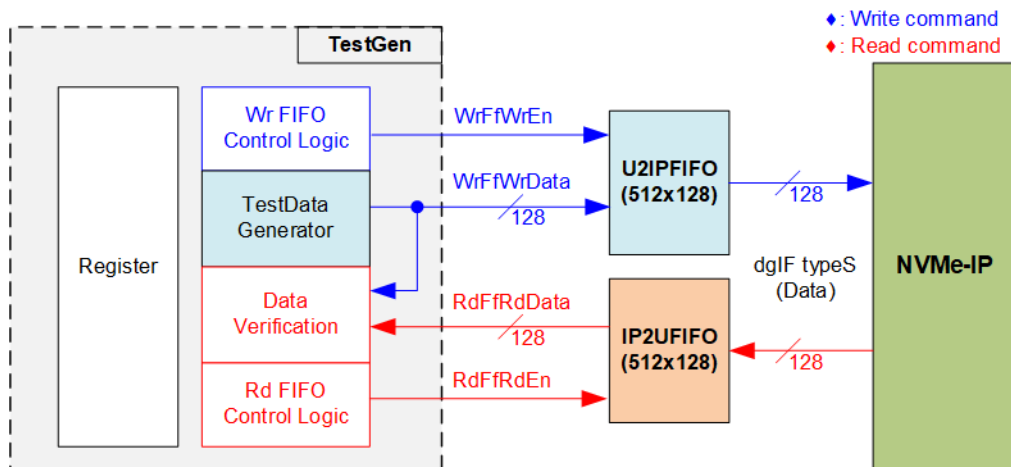 ♦: Write command
♦: Read command
TestGen
Register
Wr FIFO
Control Logic
TestData
Generator
Data
Verification
Rd FIFO
Control Logic
WrFfWrEn
WrFfWrData
128
RdFfRdData
128
RdFfRdEn
U2IPFIFO
(512x128)
IP2UFIFO
(512x128)
128
dgIF typeS
(Data)
128
NVMe-IP